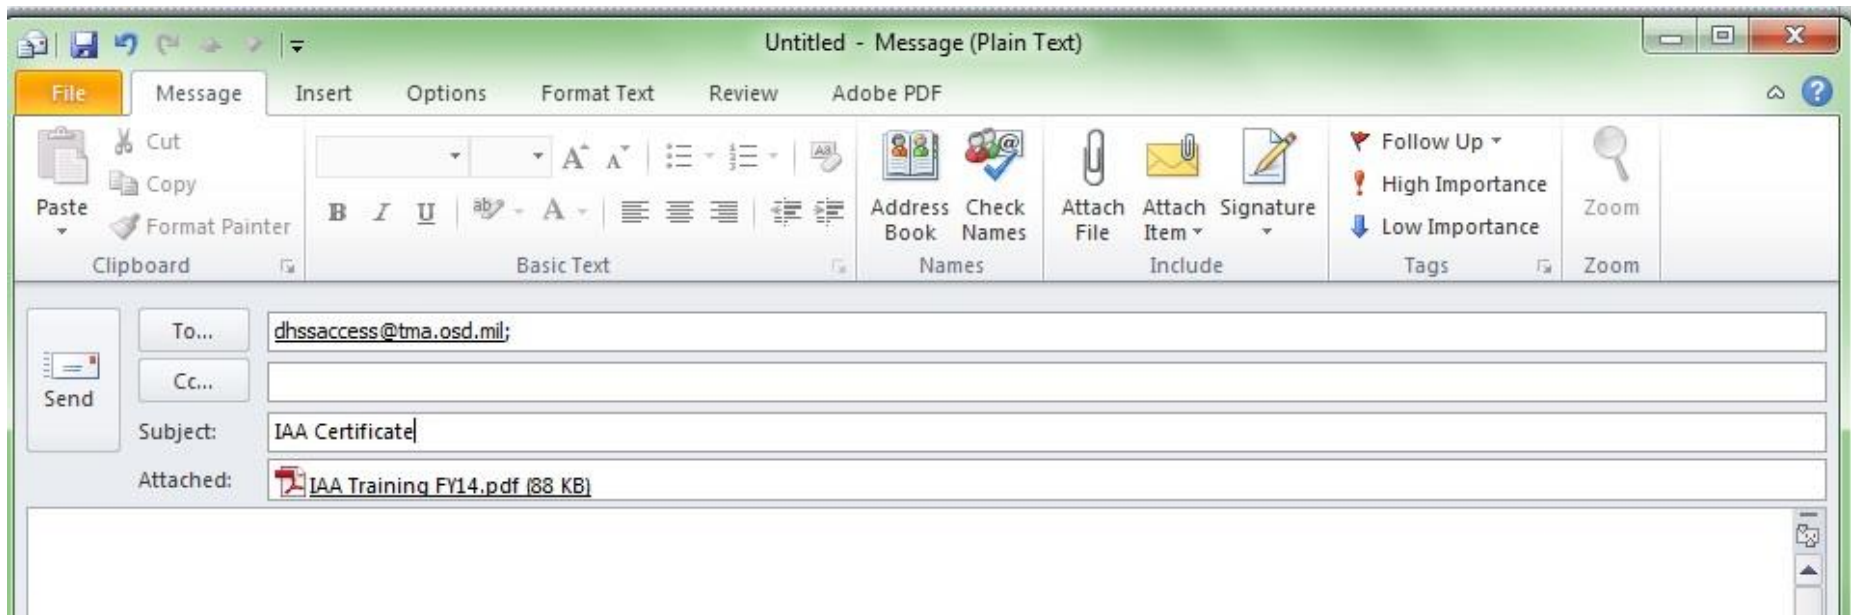 Untitled - Message (Plain Text)
File Message Insert Options Format Text Review Adobe PDF
Cut
Copy
Paste
Format Painter
Clipboard
B I U
Basic Text
Address Book
Check Names
Names
Attach File
Attach Item
Signature
Include
Follow Up
High Importance
Low Importance
Tags
Zoom
Zoom
Send
To... dhssaccess@tma.osd.mil;
Cc...
Subject: IAA Certificate
Attached: IAA Training FY14.pdf (88 KB)